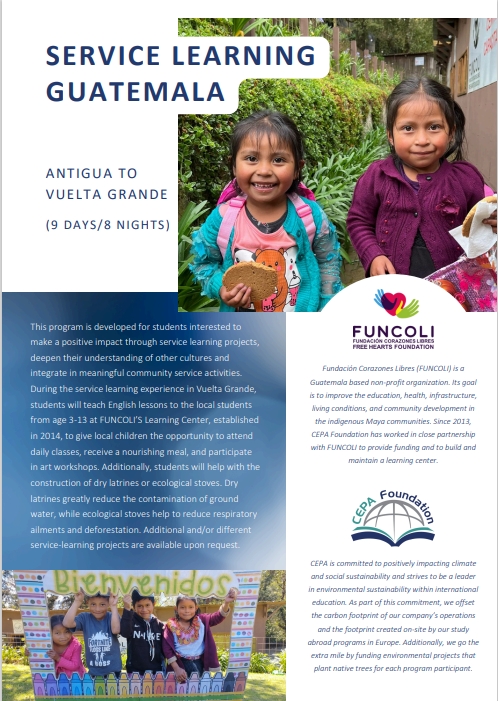 SERVICE LEARNING
GUATEMALA
ANTIGUA TO
VUELTA GRANDE
(9 DAYS/8 NIGHTS)
This program is developed for students interested to
make a positive impact through service learning projects,
deepen their understanding of other cultures and
integrate in meaningful community service activities.
During the service learning experience in Vuelta Grande,
students will teach English lessons to the local students
from age 3-13 at FUNCOLI'S Learning Center, established
in 2014, to give local children the opportunity to attend
daily classes, receive a nourishing meal, and participate
in art workshops. Additionally, students will help with the
construction of dry latrines or ecological stoves. Dry
latrines greatly reduce the contamination of ground
water, while ecological stoves help to reduce respiratory
ailments and deforestation. Additional and/or different
service-learning projects are available upon request.
Bienvenidos
FUNCOLI
FUNDACIÓN CORAZONES LIBRES
FREE HEARTS FOUNDATION
Fundación Corazones Libres (FUNCOLI) is a
Guatemala based non-profit organization. Its goal
is to improve the education, health, infrastructure,
living conditions, and community development in
the indigenous Maya communities. Since 2013,
CEPA Foundation has worked in close partnership
with FUNCOLI to provide funding and to build and
maintain a learning center.
CEPA Foundation
CEPA is committed to positively impacting climate
and social sustainability and strives to be a leader
in environmental sustainability within international
education. As part of this commitment, we offset
the carbon footprint of our company's operations
and the footprint created on-site by our study
abroad programs in Europe. Additionally, we go the
extra mile by funding environmental projects that
plant native trees for each program participant.